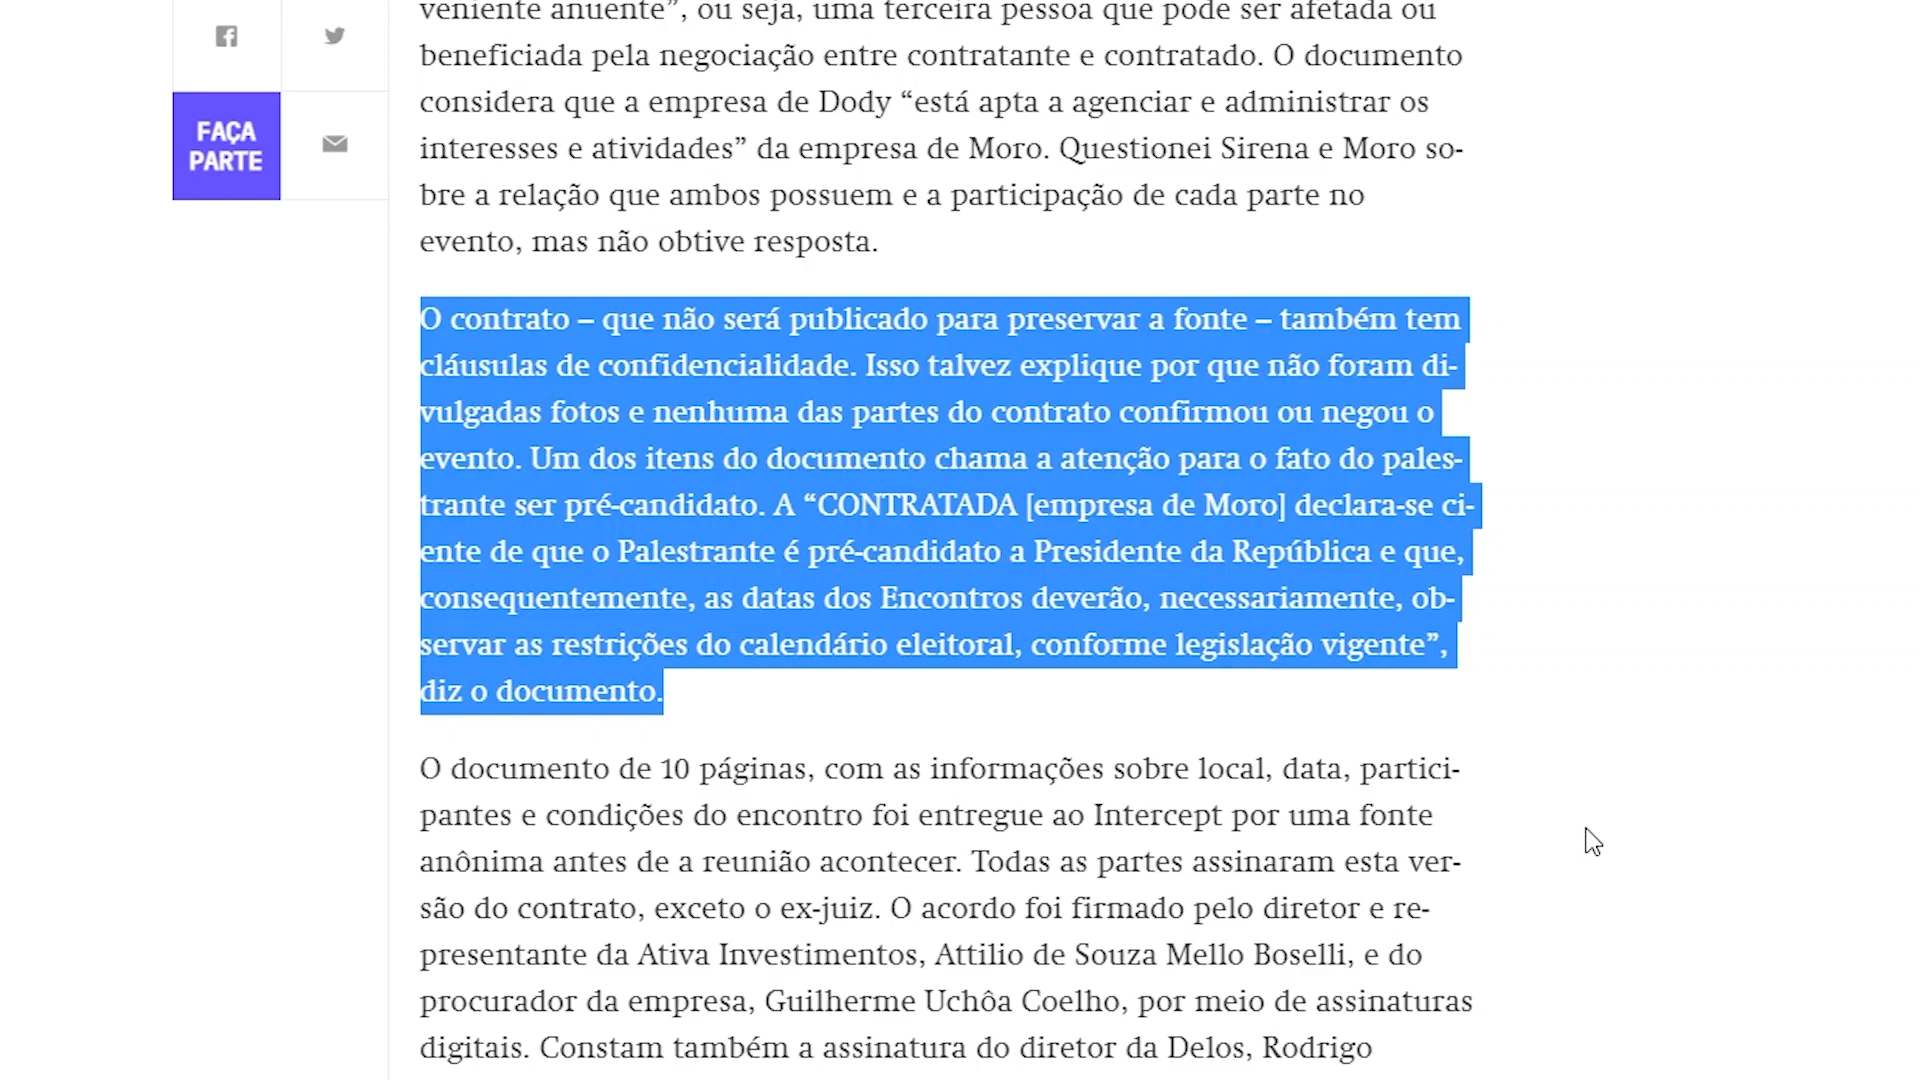 veniente anuente”, ou seja, uma terceira pessoa que pode ser afetada ou
beneficiada pela negociação entre contratante e contratado. O documento
considera que a empresa de Dody “está apta a agenciar e administrar os
interesses e atividades” da empresa de Moro. Questionei Sirena e Moro so-
bre a relação que ambos possuem e a participação de cada parte no
evento, mas não obtive resposta.
FAÇA
PARTE
O contrato – que não será publicado para preservar a fonte – também tem
cláusulas de confidencialidade. Isso talvez explique por que não foram di-
vulgadas fotos e nenhuma das partes do contrato confirmou ou negou o
evento. Um dos itens do documento chama a atenção para o fato do pales-
trante ser pré-candidato. A “CONTRATADA [empresa de Moro] declara-se ci-
ente de que o Palestrante é pré-candidato a Presidente da República e que,
consequentemente, as datas dos Encontros deverão, necessariamente, ob-
servar as restrições do calendário eleitoral, conforme legislação vigente”,
diz o documento.
O documento de 10 páginas, com as informações sobre local, data, partici-
pantes e condições do encontro foi entregue ao Intercept por uma fonte
anônima antes de a reunião acontecer. Todas as partes assinaram esta ver-
são do contrato, exceto o ex-juiz. O acordo foi firmado pelo diretor e re-
presentante da Ativa Investimentos, Attilio de Souza Mello Boselli, e do
procurador da empresa, Guilherme Uchôa Coelho, por meio de assinaturas
digitais. Constam também a assinatura do diretor da Delos, Rodrigo